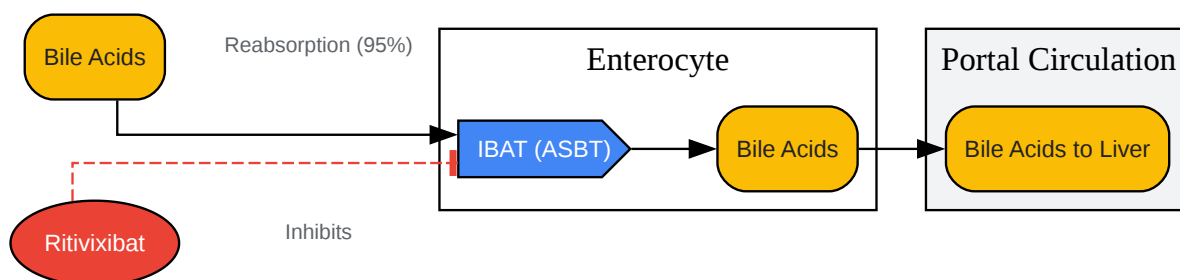 Bile Acids
Reabsorption (95%)
Enterocyte
Portal Circulation
IBAT (ASBT)
Bile Acids
Bile Acids to Liver
Ritivixibat
Inhibits